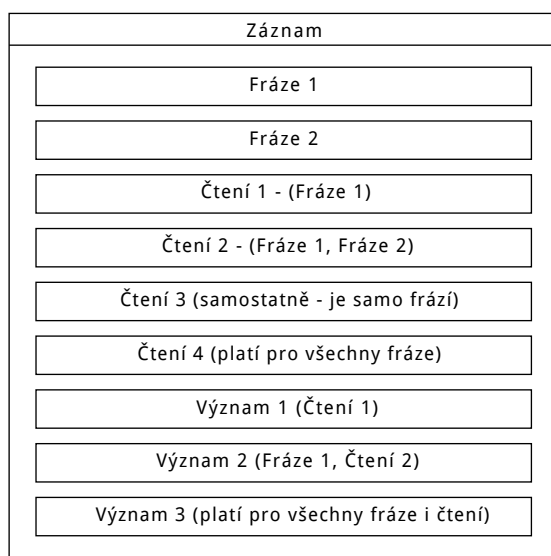 Záznam
Fráze 1
Fráze 2
Čtení 1 - (Fráze 1)
Čtení 2 - (Fráze 1, Fráze 2)
Čtení 3 (samostatně - je samo frází)
Čtení 4 (platí pro všechny fráze)
Význam 1 (Čtení 1)
Význam 2 (Fráze 1, Čtení 2)
Význam 3 (platí pro všechny fráze i čtení)